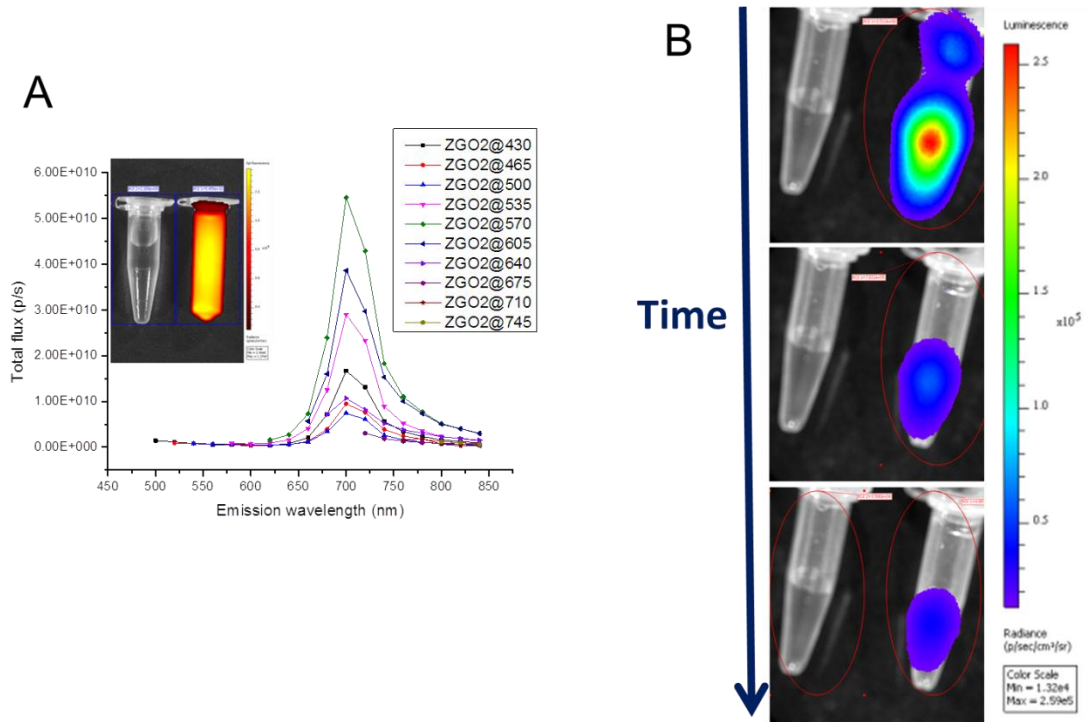 A
6.00E+010
5.00E+010
4.00E+010
3.00E+010
2.00E+010
1.00E+010
0.00E+000
Total flux (p/s)
450 500 550 600 650 700 750 800 850
Emission wavelength (nm)
ZGO2@430
ZGO2@465
ZGO2@500
ZGO2@535
ZGO2@570
ZGO2@605
ZGO2@640
ZGO2@675
ZGO2@710
ZGO2@745
B
Time
Luminescence
2.5
2.0
1.5
x10⁵
1.0
0.5
Radiance
(p/sec/cm²/sr)
Color Scale
Min = 1.32e4
Max = 2.59e5